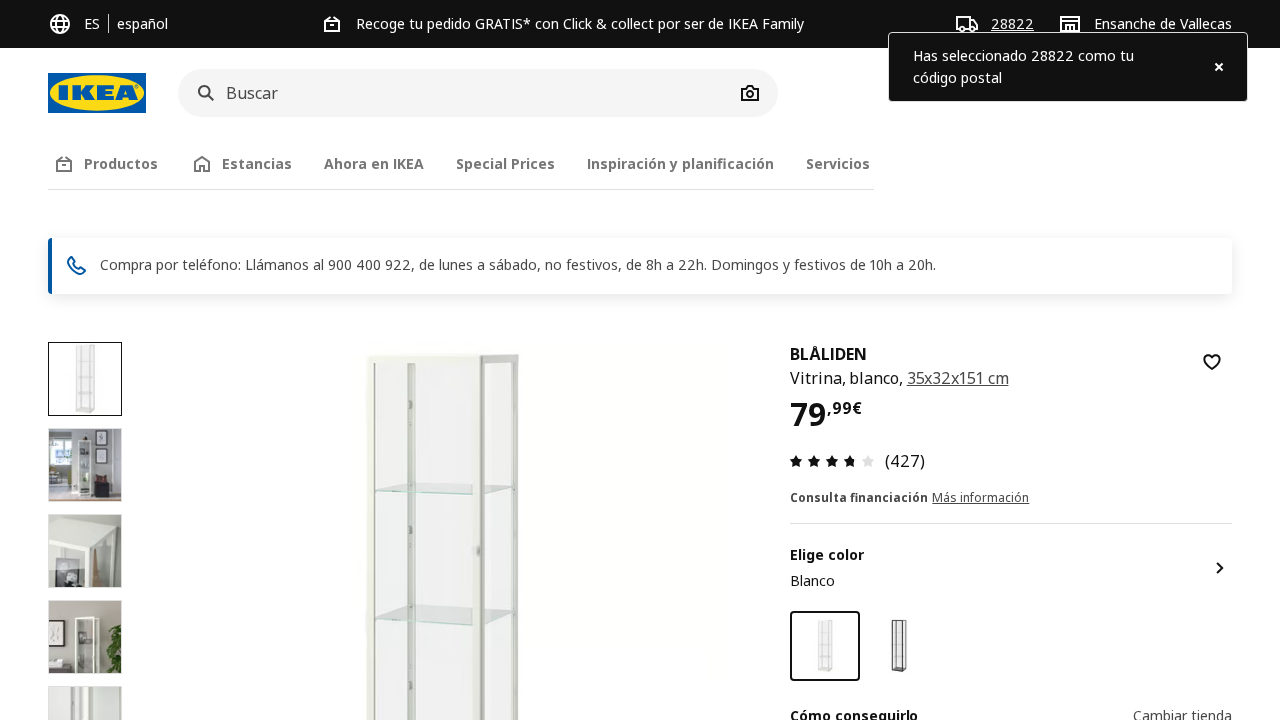 ES español
Recoge tu pedido GRATIS* con Click & collect por ser de IKEA Family
28822
Ensanche de Vallecas
Has seleccionado 28822 como tu
código postal
IKEA
Buscar
Productos
Estancias
Ahora en IKEA
Special Prices
Inspiración y planificación
Servicios
Compra por teléfono: Llámanos al 900 400 922, de lunes a sábado, no festivos, de 8h a 22h. Domingos y festivos de 10h a 20h.
BLÅLIDEN
Vitrina, blanco, 35x32x151 cm
79,99€
(427)
Consulta financiación Más información
Elige color
Blanco
Cómo conseguirlo
Cambiar tienda